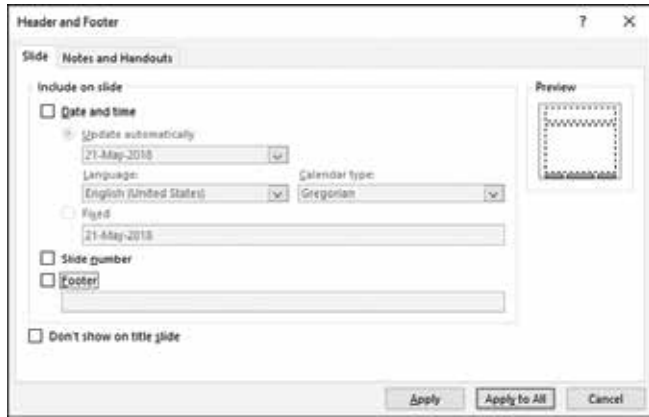 Header and Footer
Slide Notes and Handouts
Include on slide
Preview
Date and time
Update automatically
21-May-2018
Language: Calendar type:
English (United States) Gregorian
Fixed
21-May-2018
Slide number
Footer
Don't show on title slide
Apply Apply to All Cancel